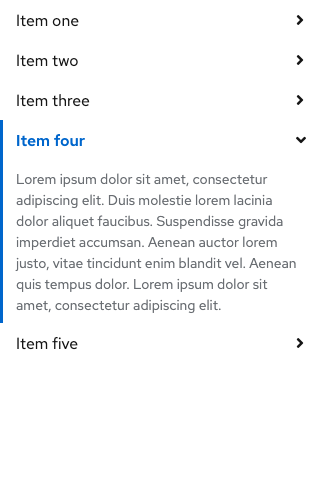 Item one
Item two
Item three
Item four
Lorem ipsum dolor sit amet, consectetur
adipiscing elit. Duis molestie lorem lacinia
dolor aliquet faucibus. Suspendisse gravida
imperdiet accumsan. Aenean auctor lorem
justo, vitae tincidunt enim blandit vel. Aenean
quis tempus dolor. Lorem ipsum dolor sit
amet, consectetur adipiscing elit.
Item five